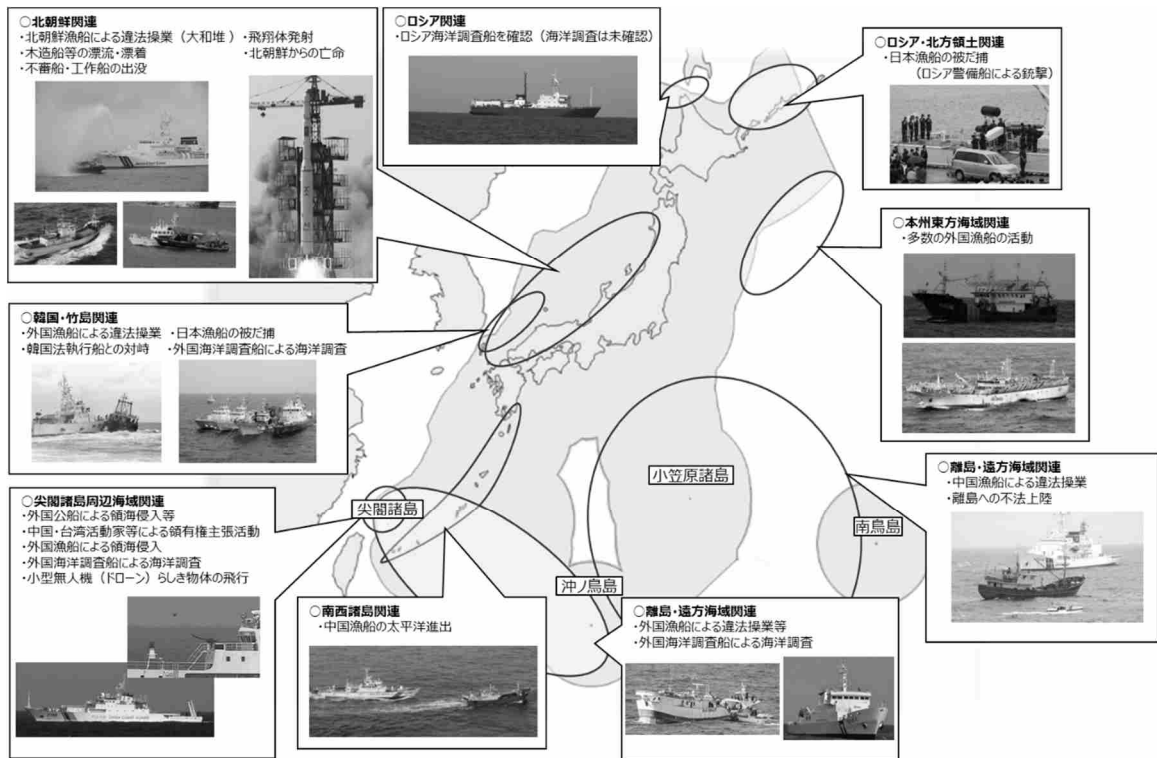 ○北朝鮮関連
・北朝鮮漁船による違法操業（大和堆） ・飛翔体発射
・木造船等の漂流・漂着 ・北朝鮮からの亡命
・不審船・工作船の出没
○ロシア関連
・ロシア海洋調査船を確認（海洋調査は未確認）
○ロシア・北方領土関連
・日本漁船の被だ捕
（ロシア警備船による銃撃）
○本州東方海域関連
・多数の外国漁船の活動
○韓国・竹島関連
・外国漁船による違法操業 ・日本漁船の被だ捕
・韓国法執行船との対峙 ・外国海洋調査船による海洋調査
○尖閣諸島周辺海域関連
・外国公船による領海侵入等
・中国・台湾活動家等による領有権主張活動
・外国漁船による領海侵入
・外国海洋調査船による海洋調査
・小型無人機（ドローン）らしき物体の飛行
尖閣諸島
小笠原諸島
南鳥島
沖ノ鳥島
○離島・遠方海域関連
・中国漁船による違法操業
・離島への不法上陸
○南西諸島関連
・中国漁船の太平洋進出
○離島・遠方海域関連
・外国漁船による違法操業等
・外国海洋調査船による海洋調査